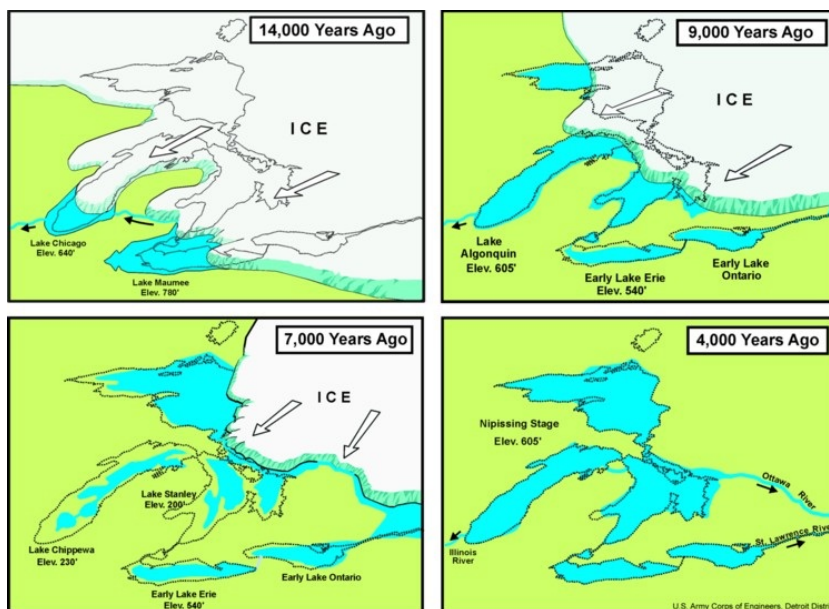 14,000 Years Ago
ICE
Lake Chicago
Elev. 640'
Lake Maumee
Elev. 780'
9,000 Years Ago
ICE
Lake
Algonquin
Elev. 605'
Early Lake Erie
Elev. 540'
Early Lake
Ontario
7,000 Years Ago
ICE
Lake Stanley
Elev. 200'
Lake Chippewa
Elev. 230'
Early Lake Erie
Elev. 540'
Early Lake Ontario
4,000 Years Ago
Nipissing Stage
Elev. 605'
Ottawa
River
St. Lawrence River
Illinois
River
U.S. Army Corps of Engineers, Detroit Distri